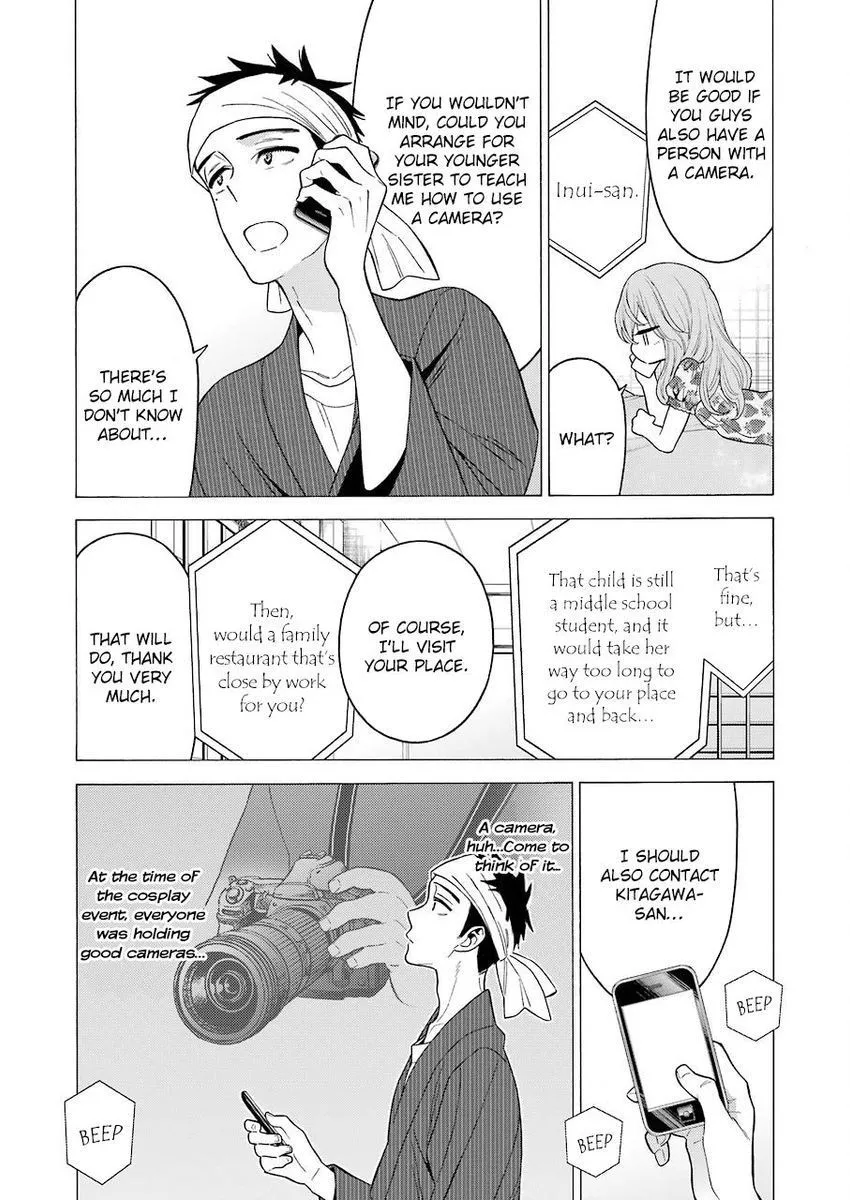 IT WOULD
BE GOOD IF
YOU GUYS
ALSO HAVE A
PERSON WITH
A CAMERA.
Inui-san.
WHAT?
IF YOU WOULDN'T
MIND, COULD YOU
ARRANGE FOR
YOUR YOUNGER
SISTER TO TEACH
ME HOW TO USE
A CAMERA?
THERE'S
SO MUCH I
DON'T KNOW
ABOUT...
That's
fine,
but...
That child is still
a middle school
student, and it
would take her
way too long to
go to your place
and back...
OF COURSE,
I'LL VISIT
YOUR PLACE.
Then,
would a family
restaurant that's
close by work
for you?
THAT WILL
DO, THANK
YOU VERY
MUCH.
I SHOULD
ALSO CONTACT
KITAGAWA-
SAN...
BEEP
BEEP
A camera,
huh...Come to
think of it...
At the time of
the cosplay
event, everyone
was holding
good cameras...
BEEP